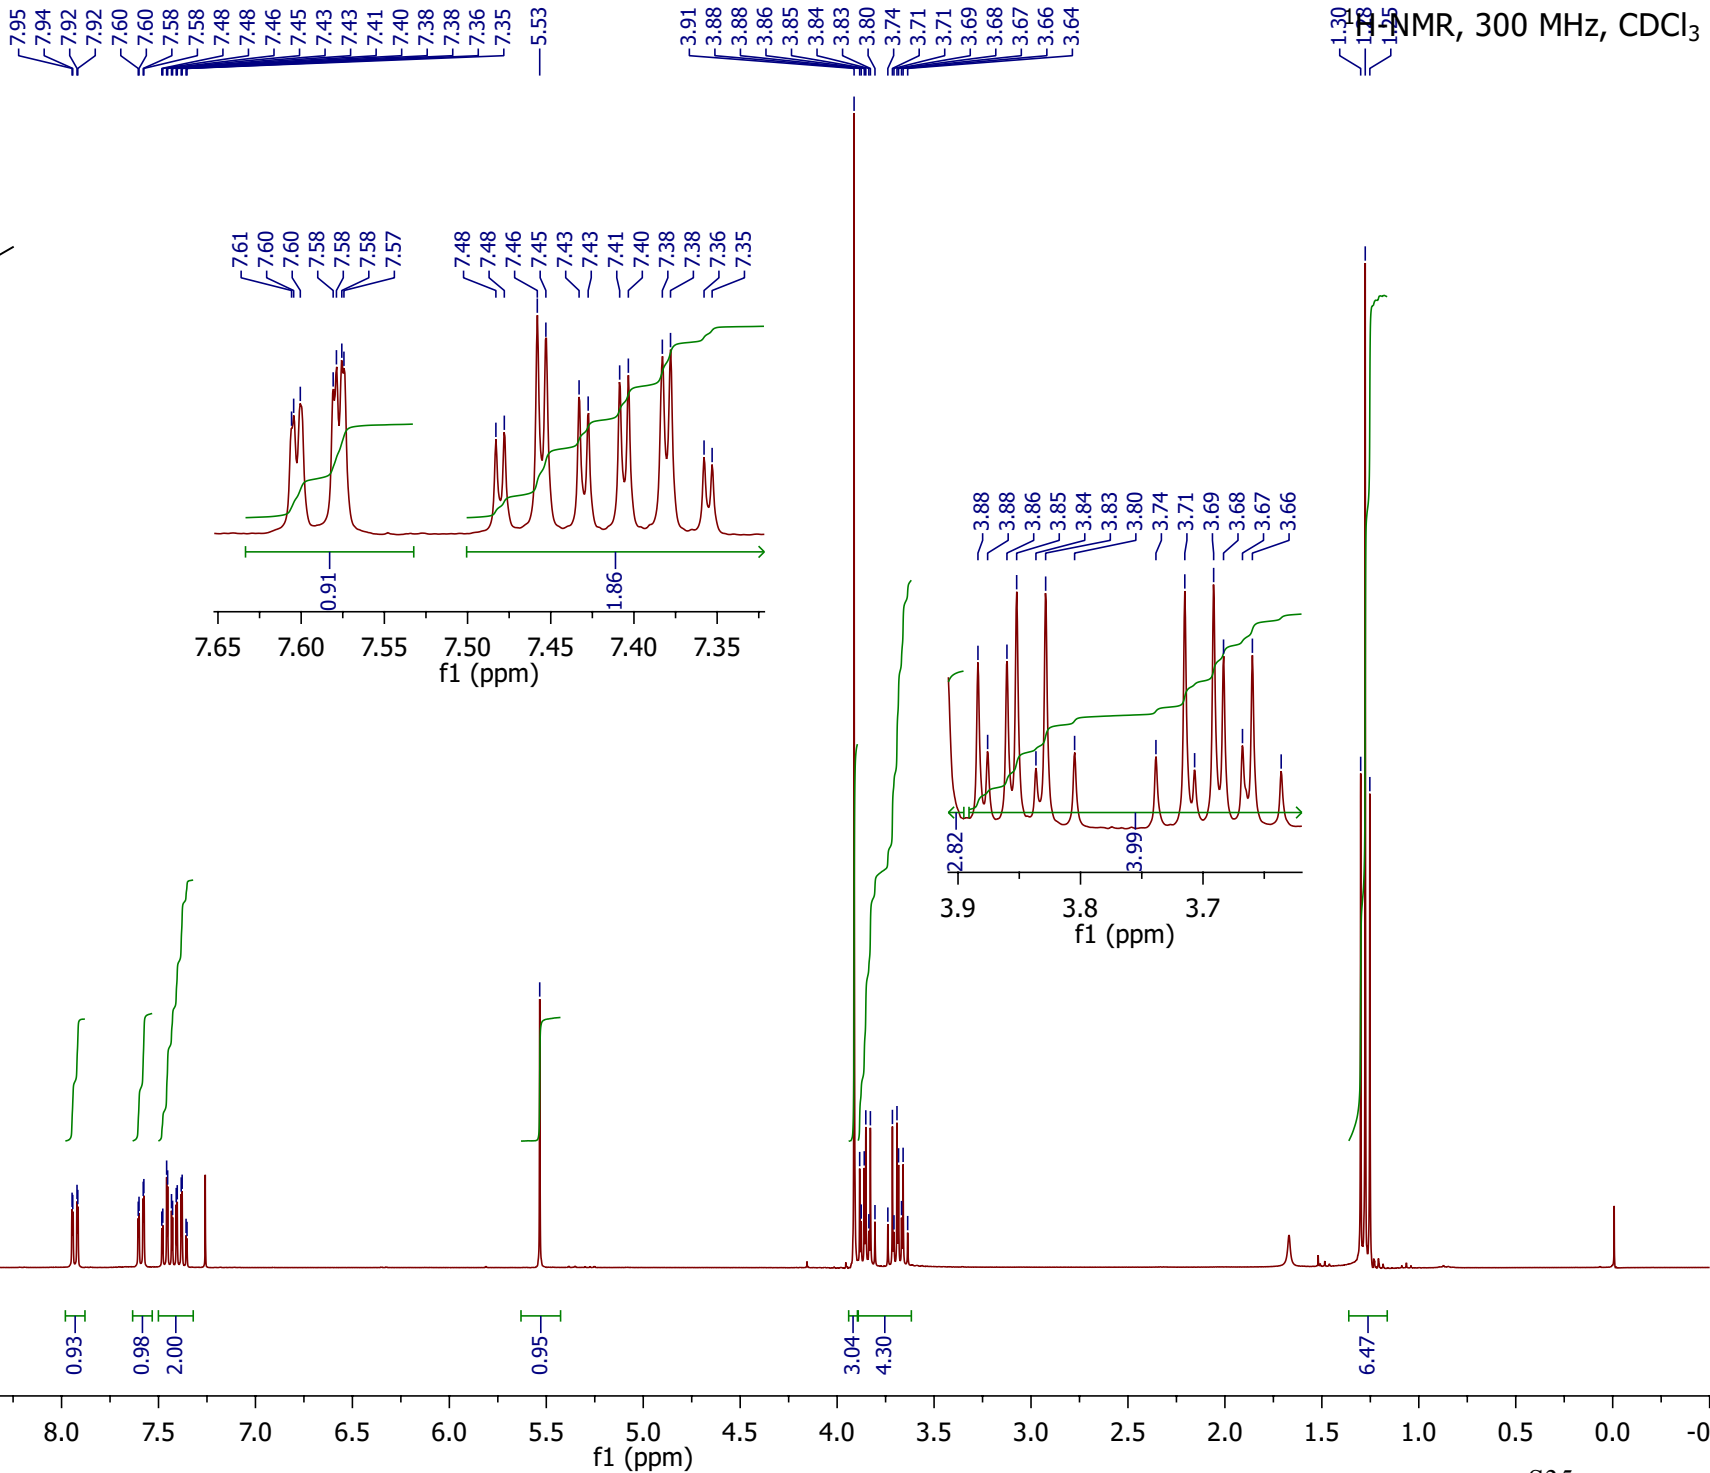 7.95 7.94 7.92 7.92 7.60 7.60 7.58 7.58 7.48 7.48 7.46 7.45 7.43 7.43 7.41 7.40 7.38 7.38 7.36 7.35 5.53 3.91 3.88 3.88 3.86 3.85 3.84 3.83 3.80 3.74 3.71 3.71 3.69 3.68 3.67 3.66 3.64 1.30 1.28 1.25
¹H-NMR, 300 MHz, CDCl₃
7.61 7.60 7.60 7.58 7.58 7.58 7.57 7.48 7.48 7.46 7.45 7.43 7.43 7.41 7.40 7.38 7.38 7.36 7.35
0.91 1.86
7.65 7.60 7.55 7.50 7.45 7.40 7.35
f1 (ppm)
3.88 3.88 3.86 3.85 3.84 3.83 3.80 3.74 3.71 3.69 3.68 3.67 3.66
2.82 3.99
3.9 3.8 3.7
f1 (ppm)
0.93 0.98 2.00 0.95 3.04 4.30 6.47
8.0 7.5 7.0 6.5 6.0 5.5 5.0 4.5 4.0 3.5 3.0 2.5 2.0 1.5 1.0 0.5 0.0 -0
f1 (ppm)